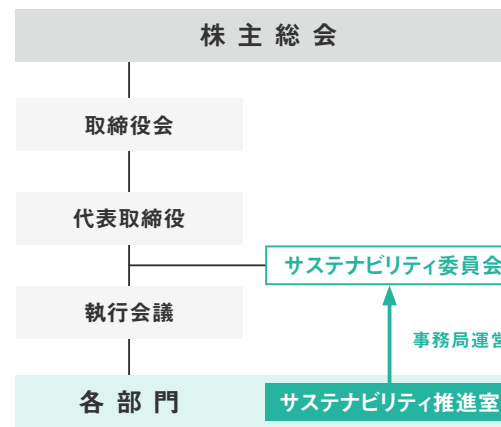 株主総会
取締役会
代表取締役
サステナビリティ委員会
執行会議
事務局運営
各部門
サステナビリティ推進室